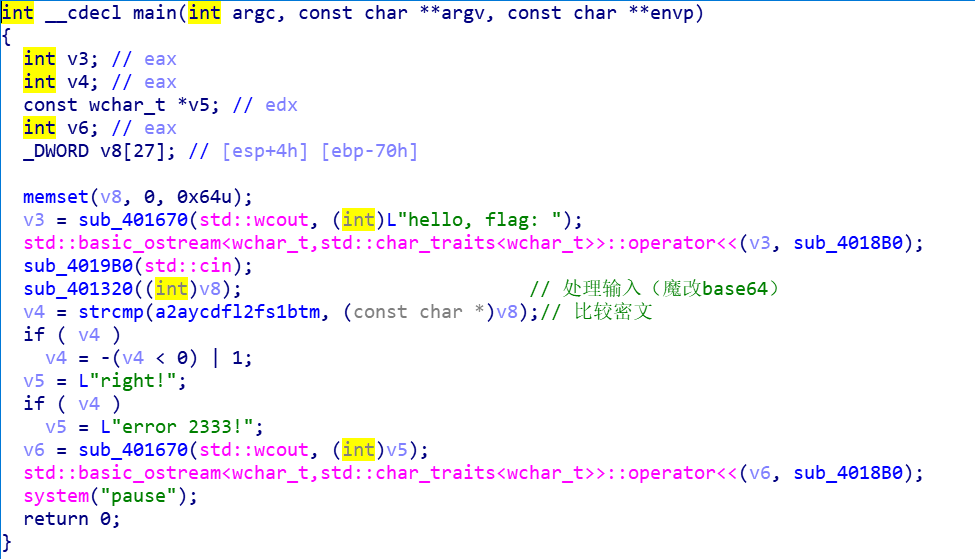 int __cdecl main(int argc, const char **argv, const char **envp)
{
  int v3; // eax
  int v4; // eax
  const wchar_t *v5; // edx
  int v6; // eax
  _DWORD v8[27]; // [esp+4h] [ebp-70h]

  memset(v8, 0, 0x64u);
  v3 = sub_401670(std::wcout, (int)L"hello, flag: ");
  std::basic_ostream<wchar_t,std::char_traits<wchar_t>>::operator<<(v3, sub_4018B0);
  sub_4019B0(std::cin);
  sub_401320((int)v8);                          // 处理输入（魔改base64）
  v4 = strcmp(a2aycdfl2fs1btm, (const char *)v8);// 比较密文
  if ( v4 )
    v4 = -(v4 < 0) | 1;
  v5 = L"right!";
  if ( v4 )
    v5 = L"error 2333!";
  v6 = sub_401670(std::wcout, (int)v5);
  std::basic_ostream<wchar_t,std::char_traits<wchar_t>>::operator<<(v6, sub_4018B0);
  system("pause");
  return 0;
}